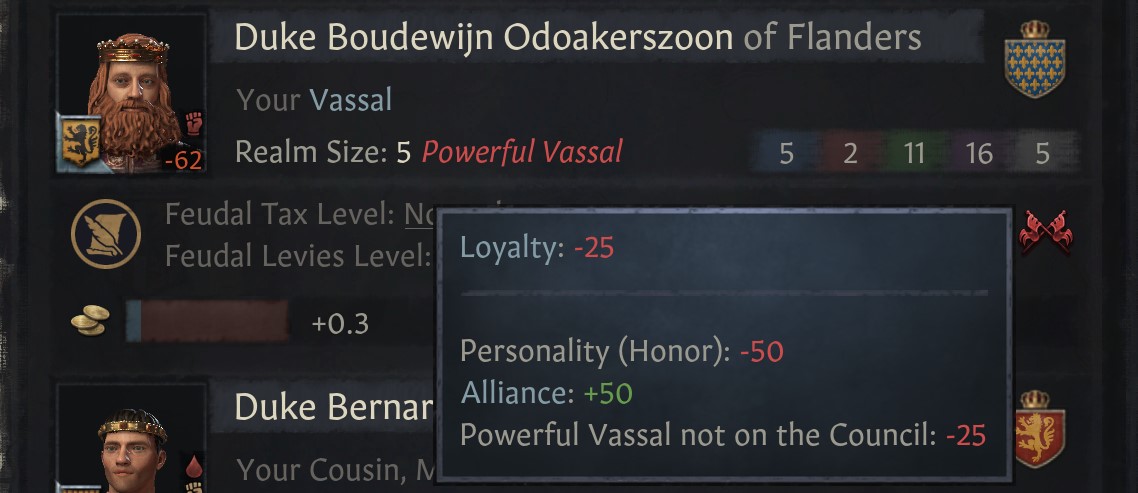 Duke Boudewijn Odoakerszoon of Flanders
Your Vassal
-62
Realm Size: 5 Powerful Vassal
5 2 11 16 5
Feudal Tax Level:
Feudal Levies Level:
+0.3
Loyalty: -25
Personality (Honor): -50
Alliance: +50
Powerful Vassal not on the Council: -25
Duke Bernar
Your Cousin, M